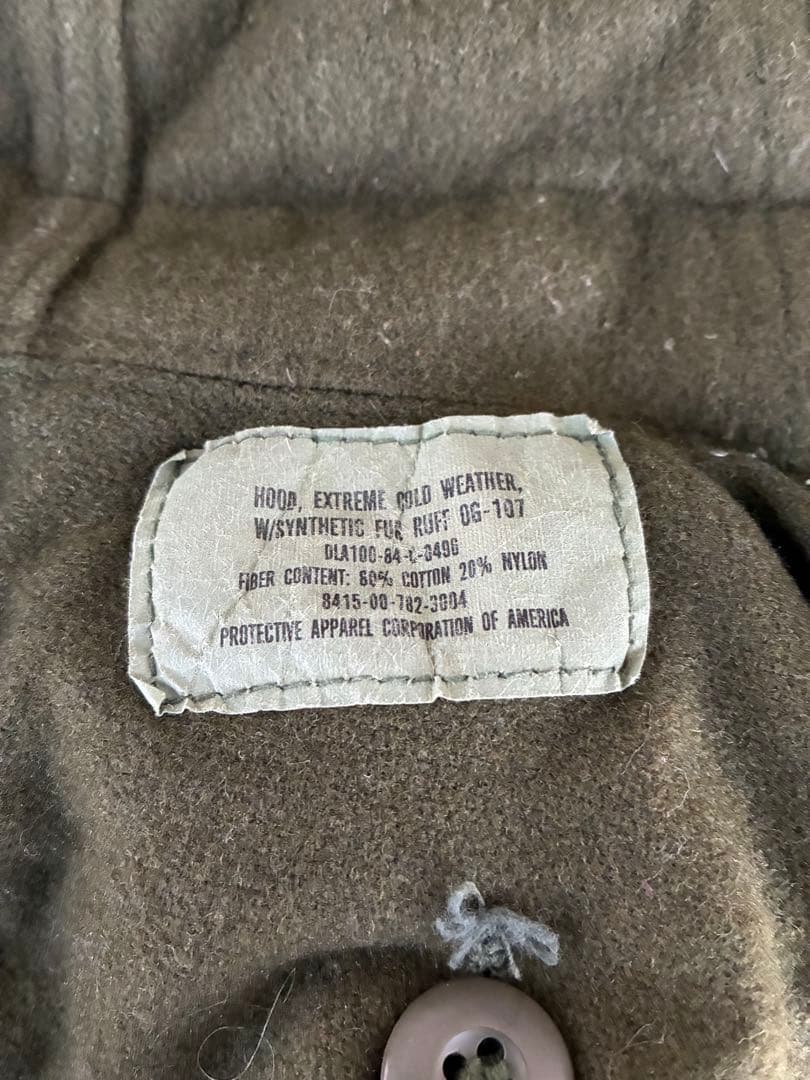 HOOD, EXTREME COLD WEATHER,
W/SYNTHETIC FUR RUFF OG-107
DLA100-84-C-0496
FIBER CONTENT: 80% COTTON 20% NYLON
8415-00-782-3004
PROTECTIVE APPAREL CORPORATION OF AMERICA